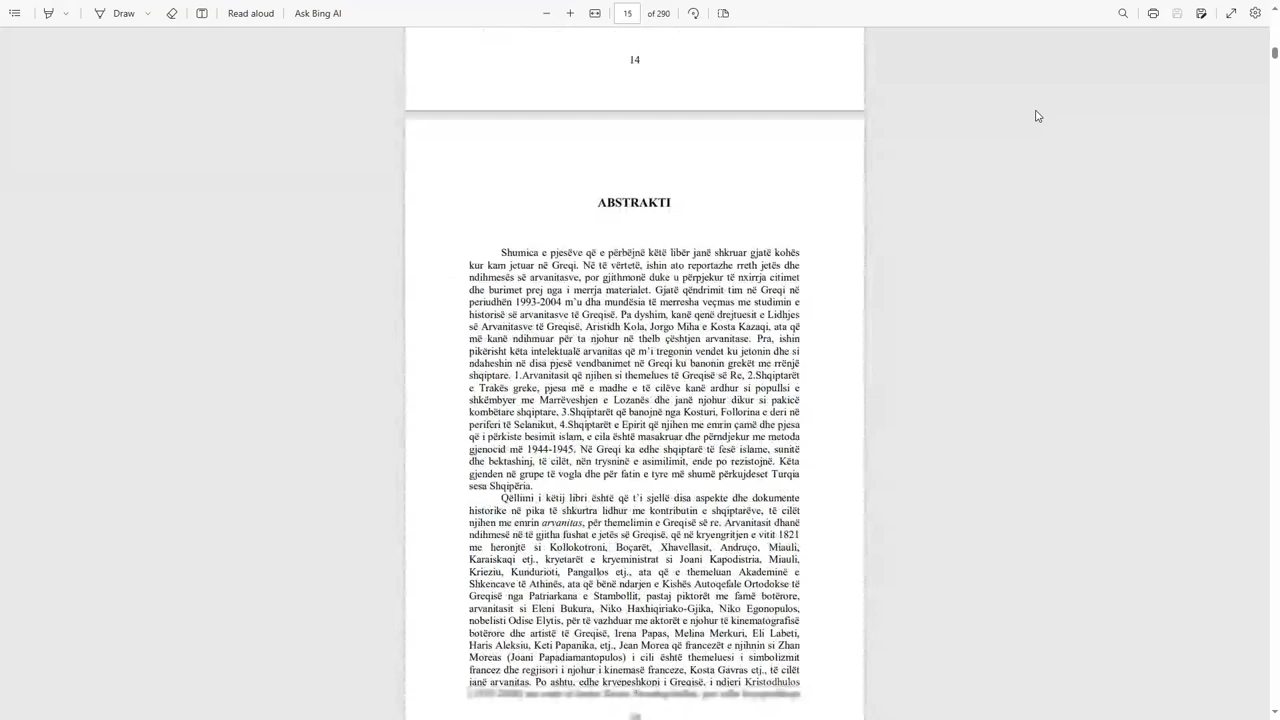 Draw
Read aloud
Ask Bing AI
15
of 290
14
ABSTRAKTI
Shumica e pjesëve që e përbëjnë këtë libër janë shkruar gjatë kohës
kur kam jetuar në Greqi. Në të vërtetë, ishin ato reportazhe rreth jetës dhe
ndihmesës së arvanitasve, por gjithmonë duke u përpjekur të nxirrja citimet
dhe burimet prej nga i merrja materialet. Gjatë qëndrimit tim në Greqi në
periudhën 1993-2004 m'u dha mundësia të merresha veçmas me studimin e
historisë së arvanitasve të Greqisë. Pa dyshim, kanë qenë drejtuesit e Lidhjes
së Arvanitasve të Greqisë, Aristidh Kola, Jorgo Miha e Kosta Kazaqi, ata që
më kanë ndihmuar për ta njohur në thelb çështjen arvanitase. Pra, ishin
pikërisht këta intelektualë arvanitas që m'i tregonin vendet ku jetonin dhe si
ndaheshin në disa pjesë vendbanimet në Greqi ku banonin grekët me rrënjë
shqiptare. 1.Arvanitasit që njihen si themelues të Greqisë së Re, 2.Shqiptarët
e Trakës greke, pjesa më e madhe e të cilëve kanë ardhur si popullsi e
shkëmbyer me Marrëveshjen e Lozanës dhe janë njohur dikur si pakicë
kombëtare shqiptare, 3.Shqiptarët që banojnë nga Kosturi, Follorina e deri në
periferi të Selanikut, 4.Shqiptarët e Epirit që njihen me emrin çamë dhe pjesa
që i përkiste besimit islam, e cila është masakruar dhe përndjekur me metoda
gjenocid më 1944-1945. Në Greqi ka edhe shqiptarë të fesë islame, sunitë
dhe bektashinj, të cilët, nën trysninë e asimilimit, ende po rezistojnë. Këta
gjenden në grupe të vogla dhe për fatin e tyre më shumë përkujdeset Turqia
sesa Shqipëria.
Qëllimi i këtij libri është që t'i sjellë disa aspekte dhe dokumente
historike në pika të shkurtra lidhur me kontributin e shqiptarëve, të cilët
njihen me emrin arvanitas, për themelimin e Greqisë së re. Arvanitasit dhanë
ndihmesë në të gjitha fushat e jetës së Greqisë, që në kryengritjen e vitit 1821
me heronjtë si Kollokotroni, Boçarët, Xhavellasit, Andruço, Miauli,
Karaiskaqi etj., kryetarët e kryeministrat si Joani Kapodistria, Miauli,
Krieziu, Kundurioti, Pangallos etj., ata që e themeluan Akademinë e
Shkencave të Athinës, ata që bënë ndarjen e Kishës Autoqefale Ortodokse të
Greqisë nga Patriarkana e Stambollit, pastaj piktorët me famë botërore,
arvanitasit si Eleni Bukura, Niko Haxhiqiriako-Gjika, Niko Egonopulos,
nobelisti Odise Elytis, për të vazhduar me aktorët e njohur të kinematografisë
botërore dhe artistë të Greqisë, Irena Papas, Melina Merkuri, Eli Labeti,
Haris Aleksiu, Keti Papanika, etj., Jean Morea që francezët e njihnin si Zhan
Moreas (Joani Papadiamantopulos) i cili është themeluesi i simbolizmit
francez dhe regjisori i njohur i kinemasë franceze, Kosta Gavras etj., të cilët
janë arvanitas. Po ashtu, edhe kryepeshkopi i Greqisë, i ndjeri Kristodhulos